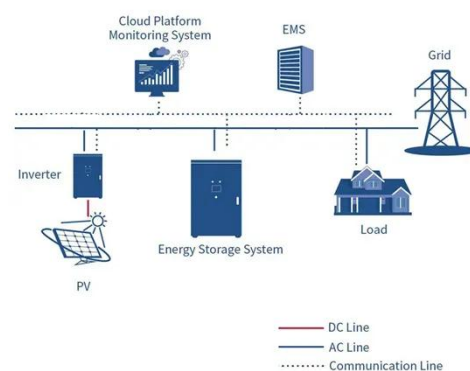 Cloud Platform
Monitoring System
EMS
Grid
Inverter
Energy Storage System
Load
PV
DC Line
AC Line
Communication Line